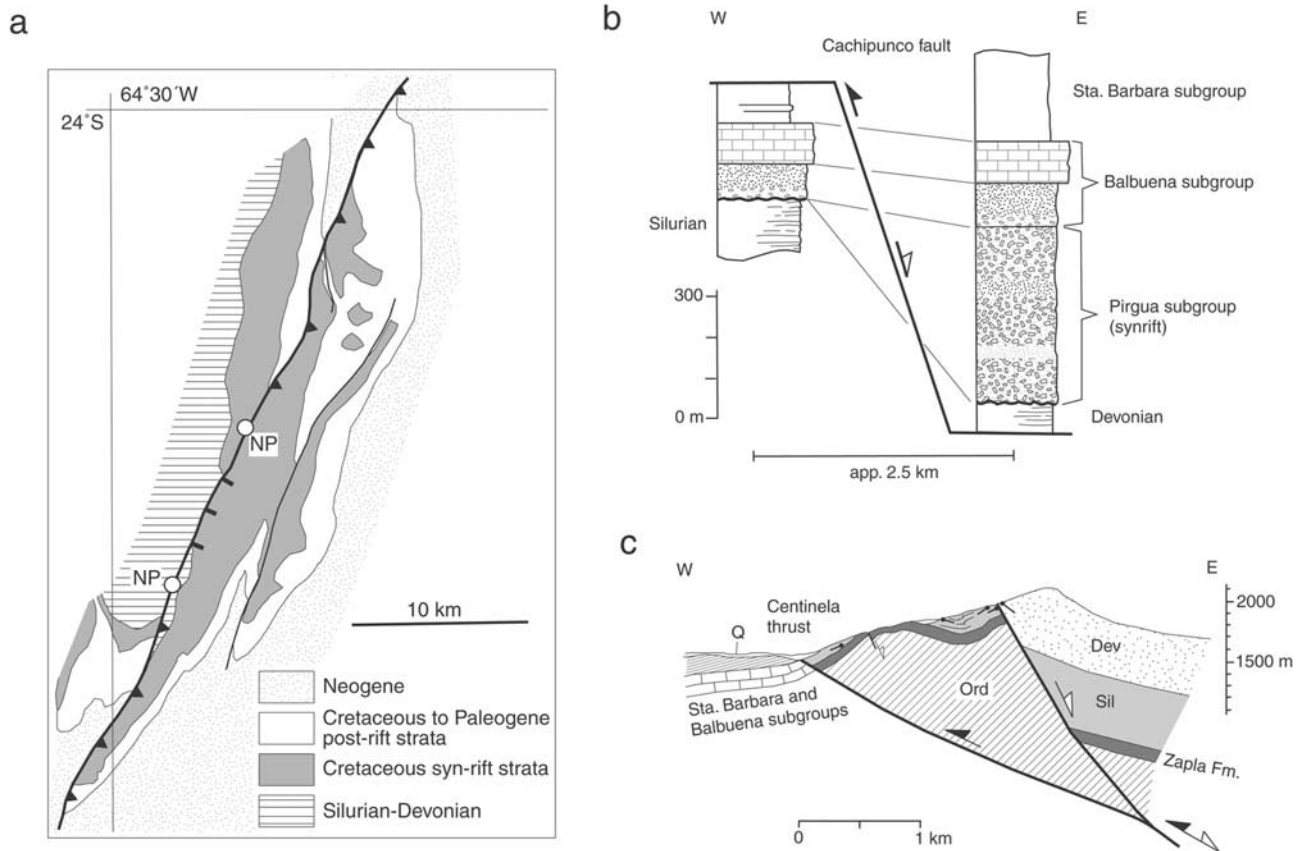 a
64°30´W
24°S
NP
NP
10 km
Neogene
Cretaceous to Paleogene
post-rift strata
Cretaceous syn-rift strata
Silurian-Devonian
b
W
E
Cachipunco fault
Sta. Barbara subgroup
Balbuena subgroup
Silurian
300
Pirgua subgroup
(synrift)
0 m
Devonian
app. 2.5 km
c
W
E
Centinela
thrust
Q
2000
1500 m
Dev
Ord
Sil
Sta. Barbara and
Balbuena subgroups
Zapla Fm.
0
1 km